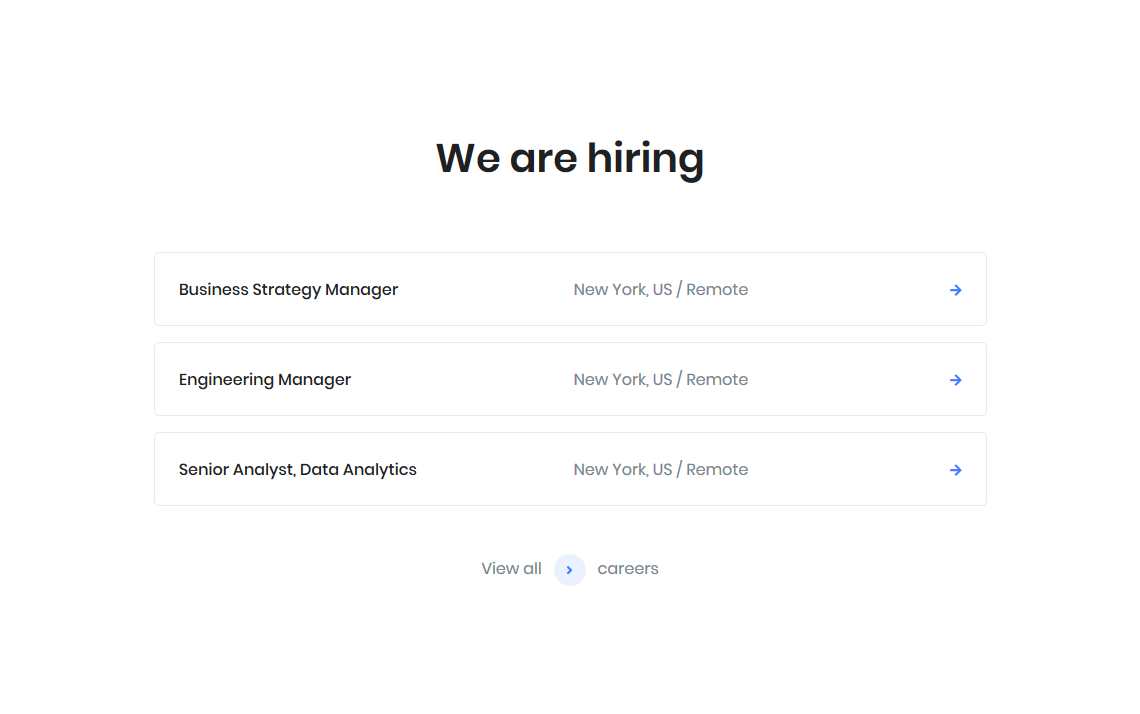 We are hiring
Business Strategy Manager New York, US / Remote
Engineering Manager New York, US / Remote
Senior Analyst, Data Analytics New York, US / Remote
View all careers